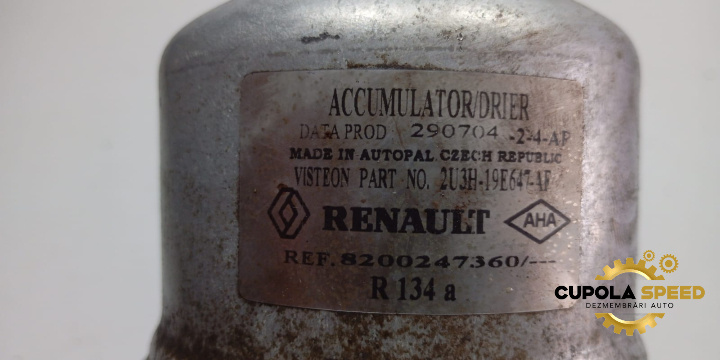 ACCUMULATOR/DRIER
DATA PROD 290704 -2-4-AF
MADE IN AUTOPAL CZECH REPUBLIC
VISTEON PART NO. 2U3H-19E647-AF
RENAULT AHA
REF. 8200247360/---
R 134 a
CUPOLA SPEED
DEZMEMBRĂRI AUTO